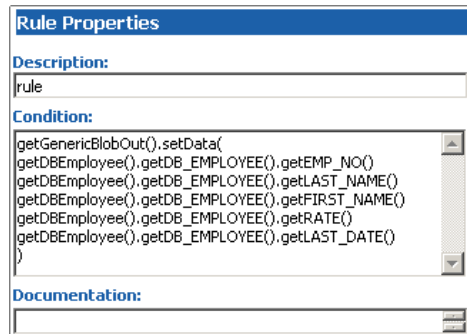 Rule Properties
Description:
rule
Condition:
getGenericBlobOut().setData(
getDBEmployee().getDB_EMPLOYEE().getEMP_NO()
getDBEmployee().getDB_EMPLOYEE().getLAST_NAME()
getDBEmployee().getDB_EMPLOYEE().getFIRST_NAME()
getDBEmployee().getDB_EMPLOYEE().getRATE()
getDBEmployee().getDB_EMPLOYEE().getLAST_DATE()
)
Documentation: